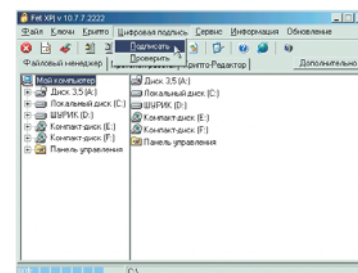 Fet XPJ v 10.7.7.2222
Файл Ключи Крипто Цифровая подпись Сервис Информация Обновление
Подписать
Проверить
Файловый менеджер Крипто-Редактор Дополнительно
Мой компьютер
Диск 3,5 (A:)
Локальный диск (C:)
ШУРИК (D:)
Компакт-диск (E:)
Компакт-диск (F:)
Панель управления
Диск 3,5 (A:)
Локальный диск (C:)
ШУРИК (D:)
Компакт-диск (E:)
Компакт-диск (F:)
Панель управления
C:\